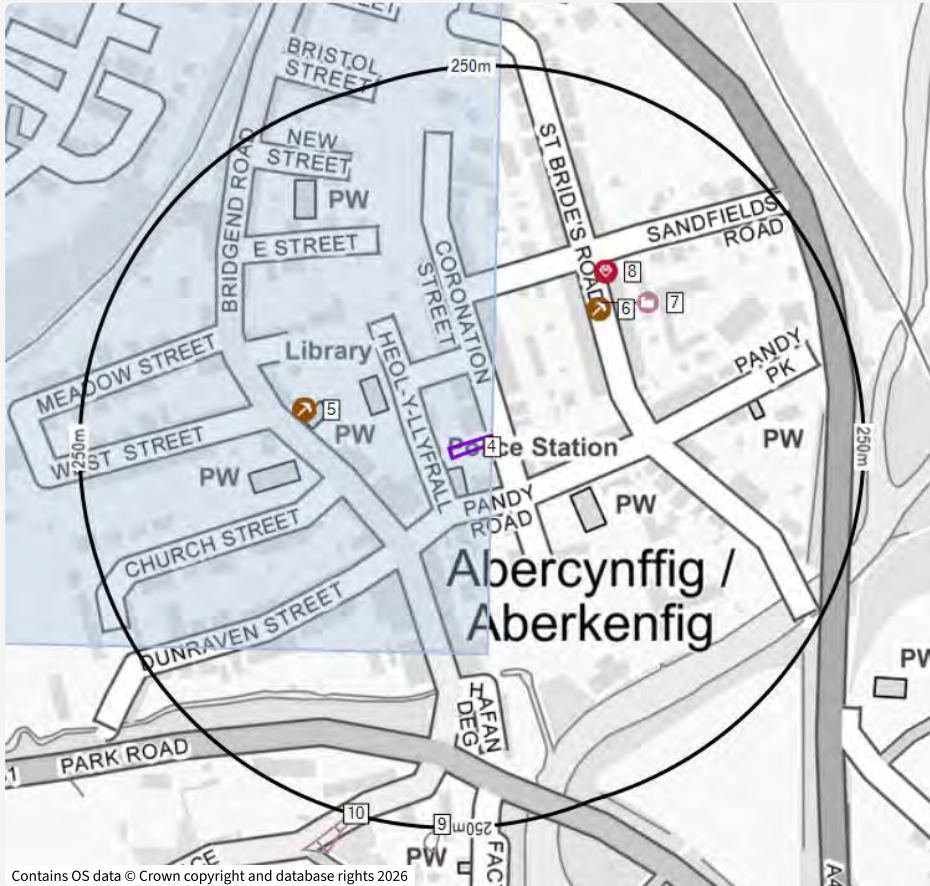 250m
BRISTOL
STREET
NEW
STREET
PW
BRIDGEND ROAD
E STREET
CORONATION
STREET
ST BRIDE'S ROAD
SANDFIELDS
ROAD
8
7
6
PANDY
PK
Library
HEOL-Y-LLYFRALL
MEADOW STREET
5
PW
WEST STREET
250m
250m
PW
4
Police Station
PW
PANDY
ROAD
PW
CHURCH STREET
Abercynffig /
Aberkenfig
DUNRAVEN STREET
PW
HAFAN
DEG
PARK ROAD
10
9
250m
PW
Contains OS data © Crown copyright and database rights 2026